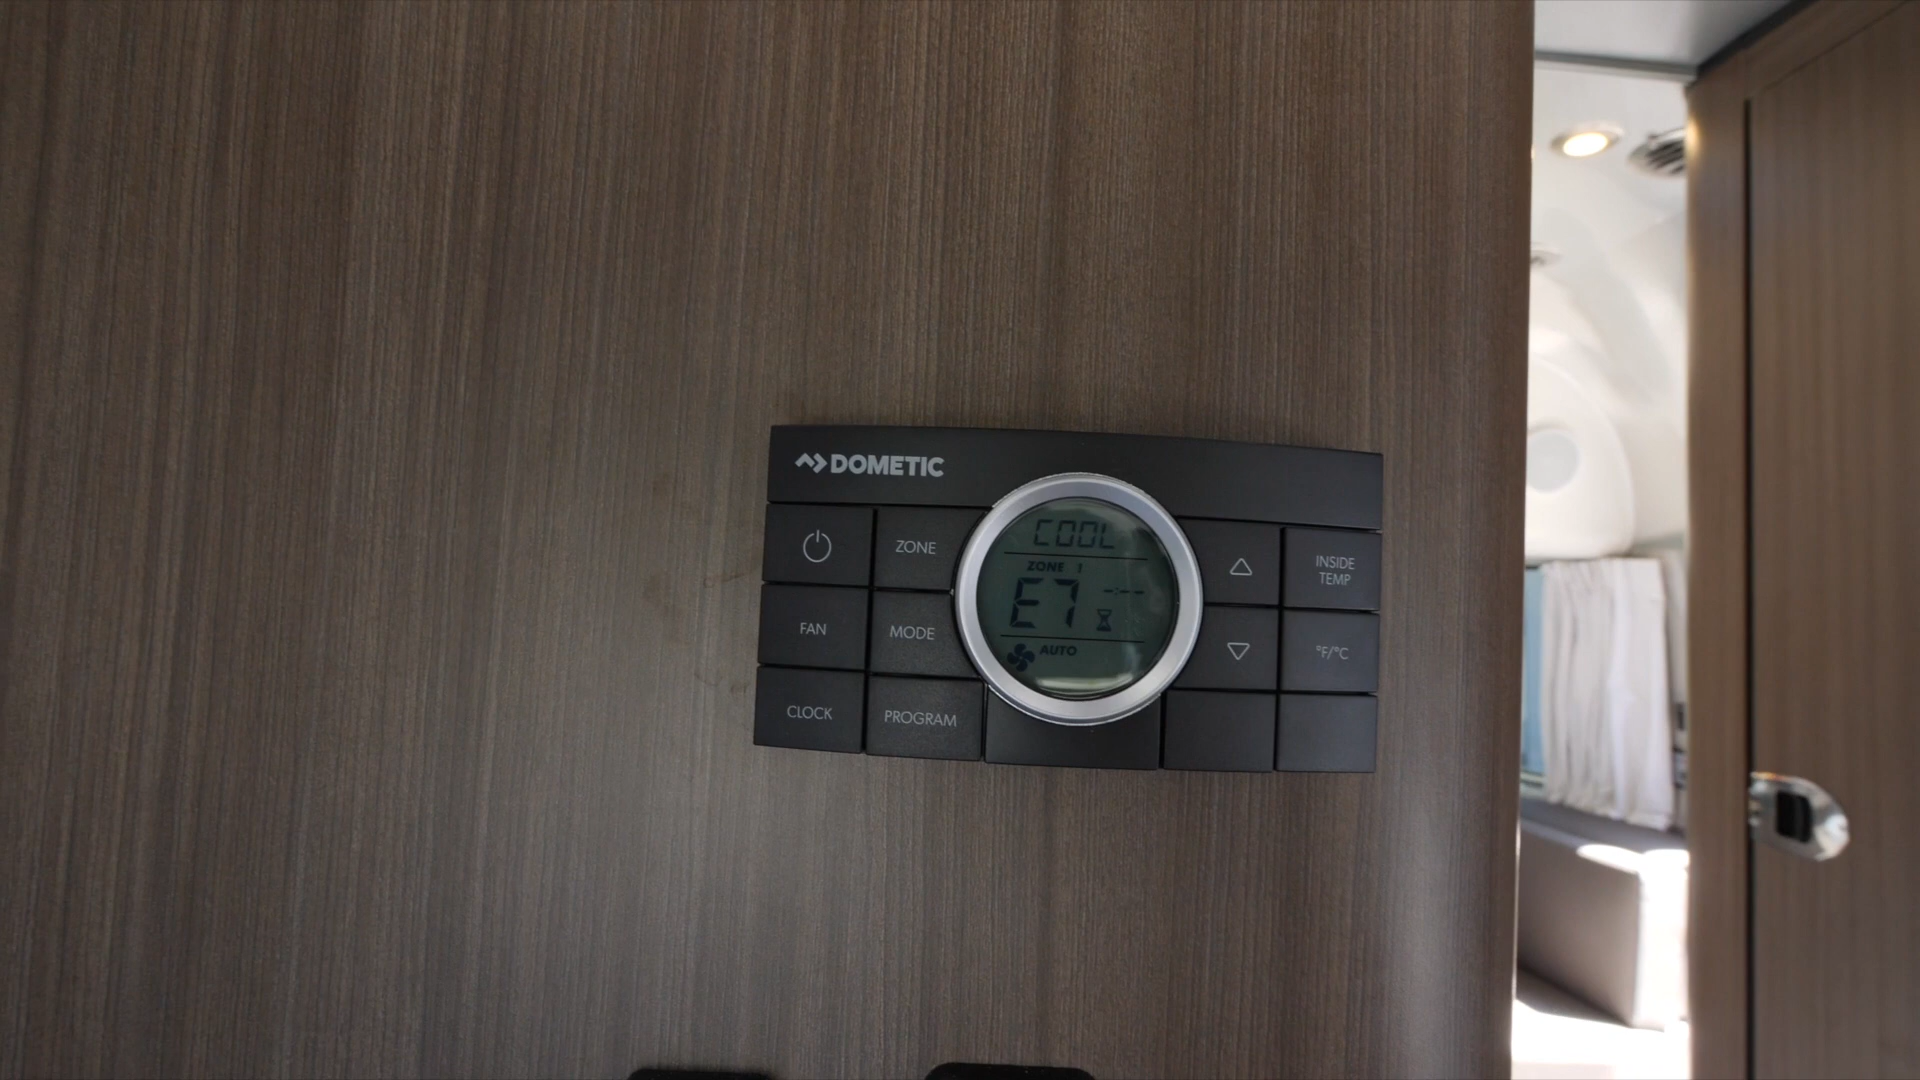 DOMETIC
COOL
ZONE 1
E7 -:--
AUTO
ZONE
FAN
MODE
CLOCK
PROGRAM
INSIDE
TEMP
°F/°C